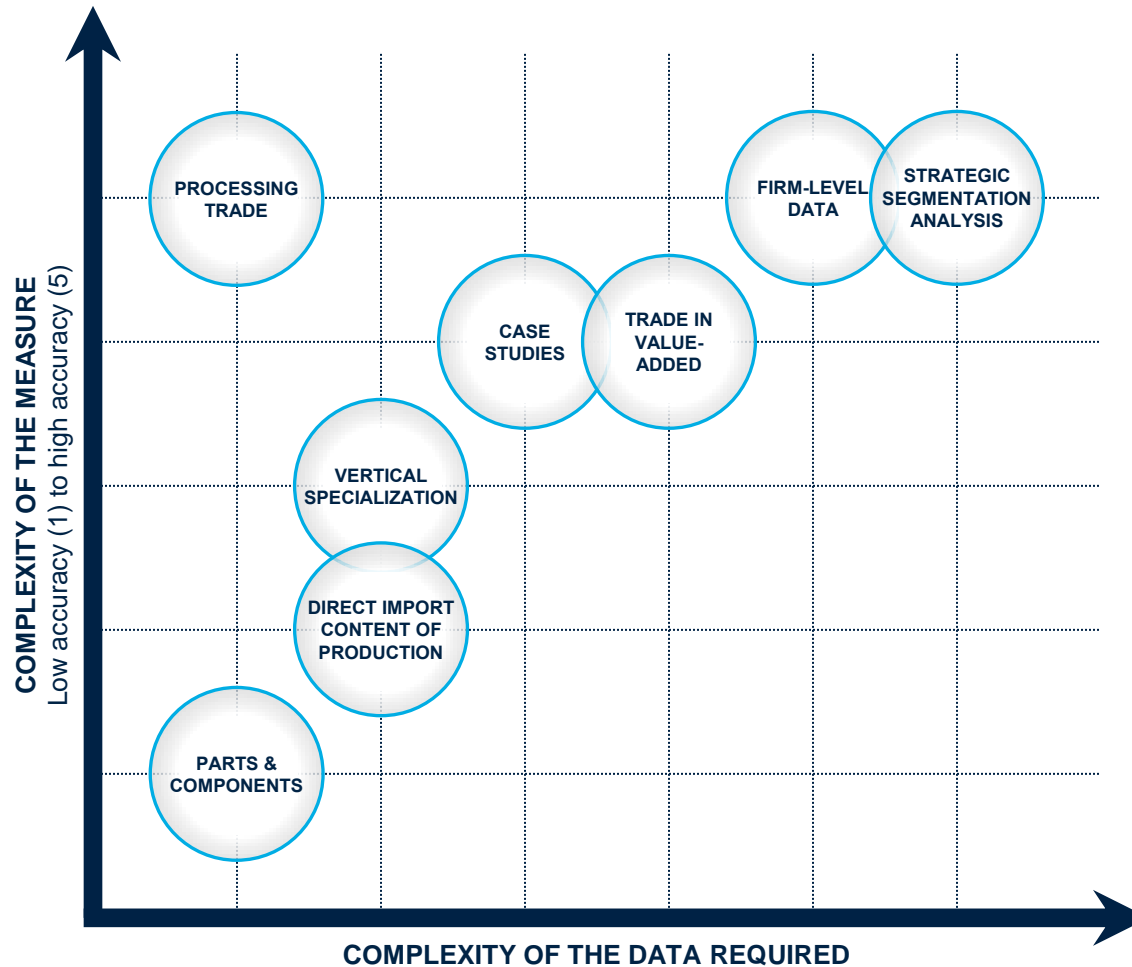 COMPLEXITY OF THE MEASURE
Low accuracy (1) to high accuracy (5)
PROCESSING
TRADE
FIRM-LEVEL
DATA
STRATEGIC
SEGMENTATION
ANALYSIS
CASE
STUDIES
TRADE IN
VALUE-
ADDED
VERTICAL
SPECIALIZATION
DIRECT IMPORT
CONTENT OF
PRODUCTION
PARTS &
COMPONENTS
COMPLEXITY OF THE DATA REQUIRED